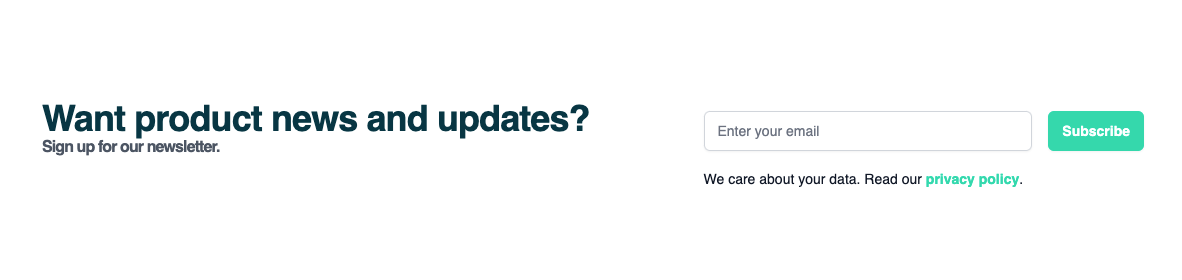 Want product news and updates?
Sign up for our newsletter.
Enter your email
Subscribe
We care about your data. Read our privacy policy.